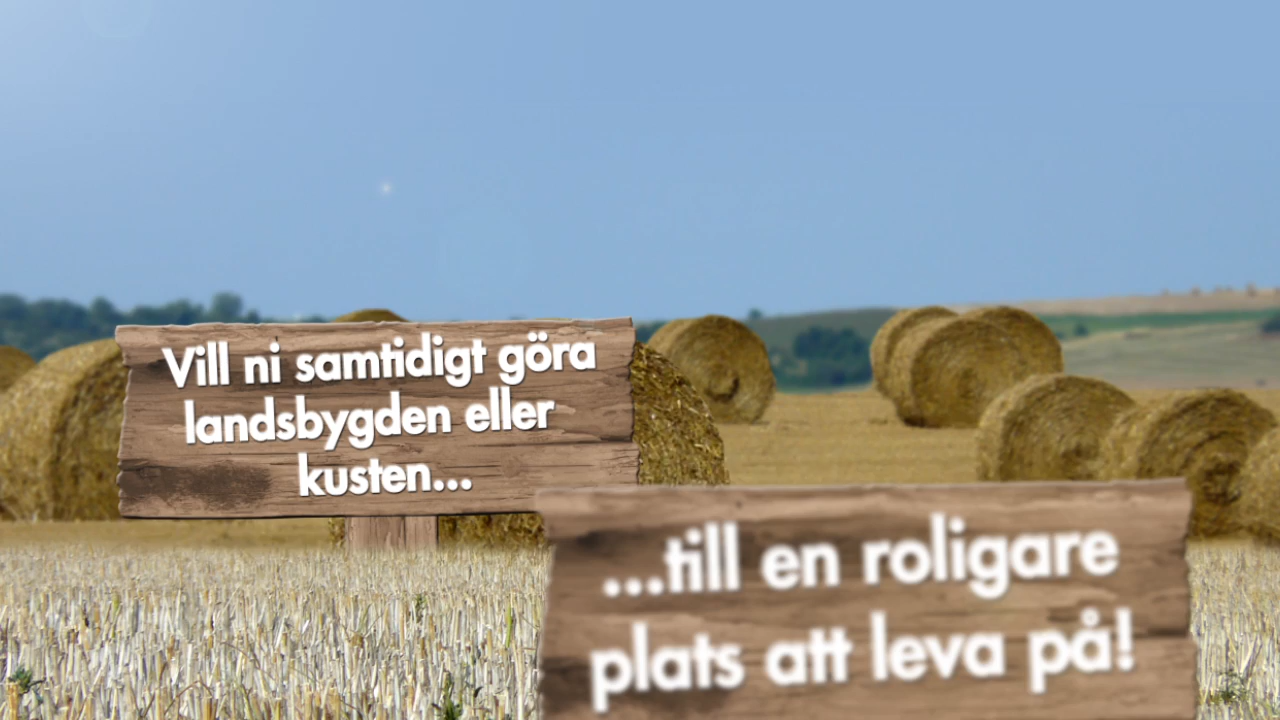 Vill ni samtidigt göra
landsbygden eller
kusten...
...till en roligare
plats att leva på!